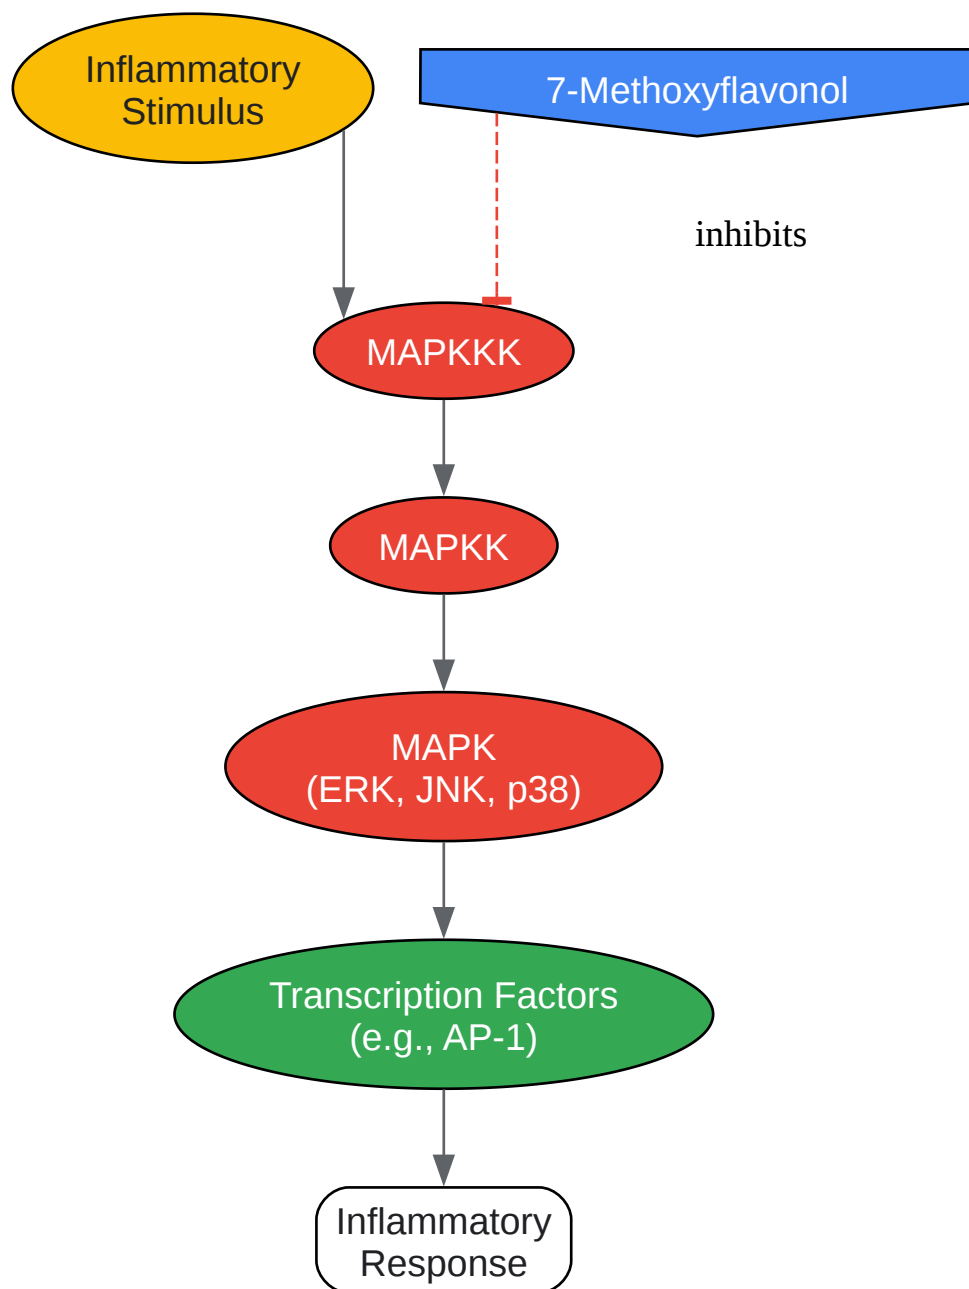 Inflammatory
Stimulus
7-Methoxyflavonol
inhibits
MAPKKK
MAPKK
MAPK
(ERK, JNK, p38)
Transcription Factors
(e.g., AP-1)
Inflammatory
Response